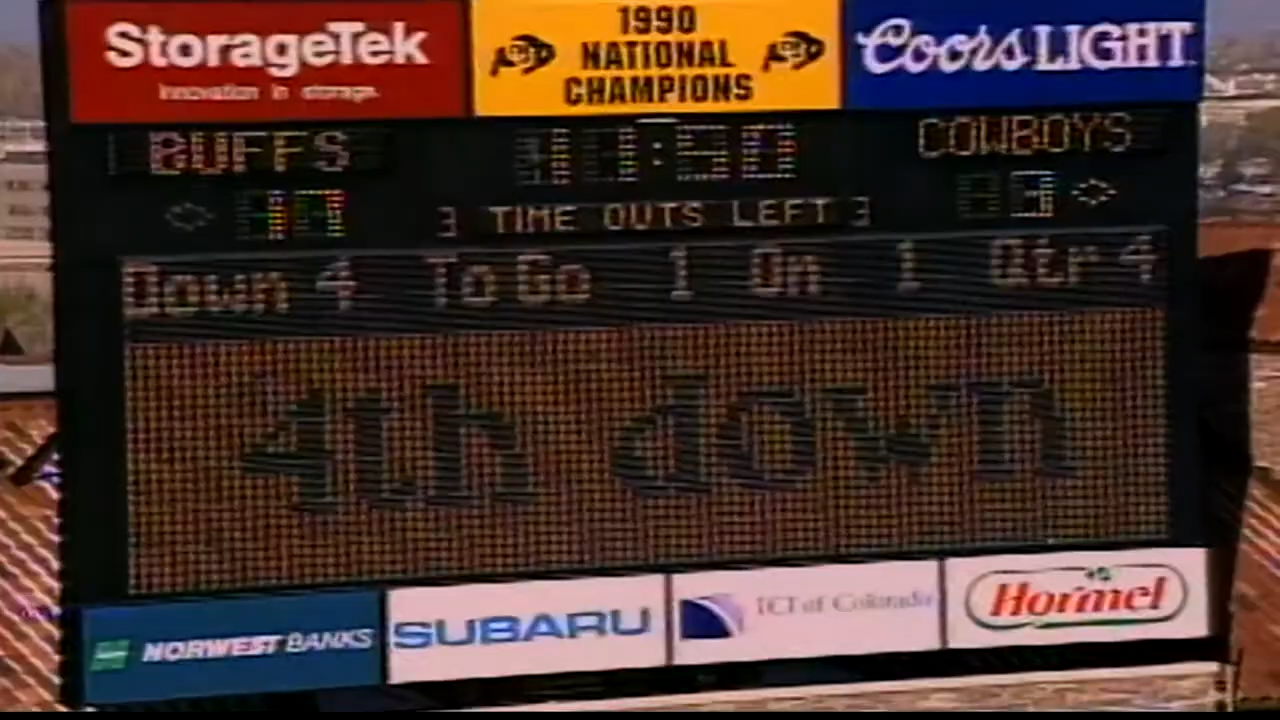 StorageTek
Innovation in storage.
1990
NATIONAL
CHAMPIONS
Coors LIGHT
BUFFS
COWBOYS
3 TIME OUTS LEFT 3
Down 4 To Go 1 On 1 Qtr 4
4th down
NORWEST BANKS
SUBARU
TCI of Colorado
Hormel